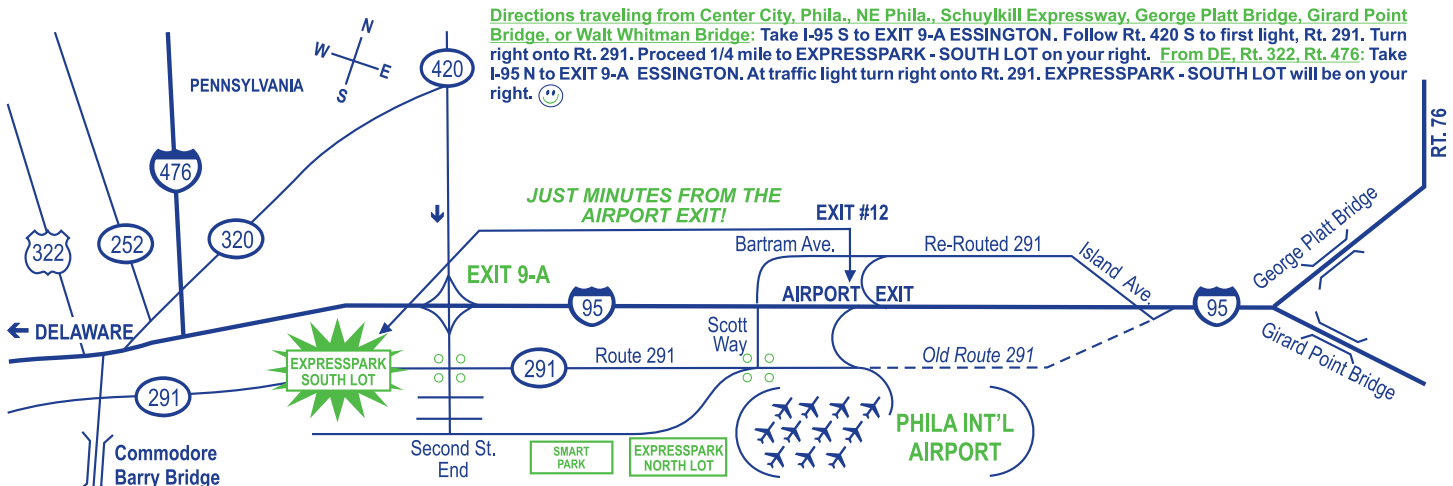 Directions traveling from Center City, Phila., NE Phila., Schuylkill Expressway, George Platt Bridge, Girard Point
Bridge, or Walt Whitman Bridge: Take I-95 S to EXIT 9-A ESSINGTON. Follow Rt. 420 S to first light, Rt. 291. Turn
right onto Rt. 291. Proceed 1/4 mile to EXPRESSPARK - SOUTH LOT on your right. From DE, Rt. 322, Rt. 476: Take
I-95 N to EXIT 9-A ESSINGTON. At traffic light turn right onto Rt. 291. EXPRESSPARK - SOUTH LOT will be on your
right.
N
W
E
S
PENNSYLVANIA
420
RT. 76
476
JUST MINUTES FROM THE
AIRPORT EXIT!
EXIT #12
322
252
320
Bartram Ave.
Re-Routed 291
Island Ave.
George Platt Bridge
EXIT 9-A
AIRPORT EXIT
95
95
DELAWARE
Scott
Way
Girard Point Bridge
EXPRESSPARK
SOUTH LOT
291
Route 291
Old Route 291
291
Second St.
End
SMART
PARK
EXPRESSPARK
NORTH LOT
PHILA INT'L
AIRPORT
Commodore
Barry Bridge